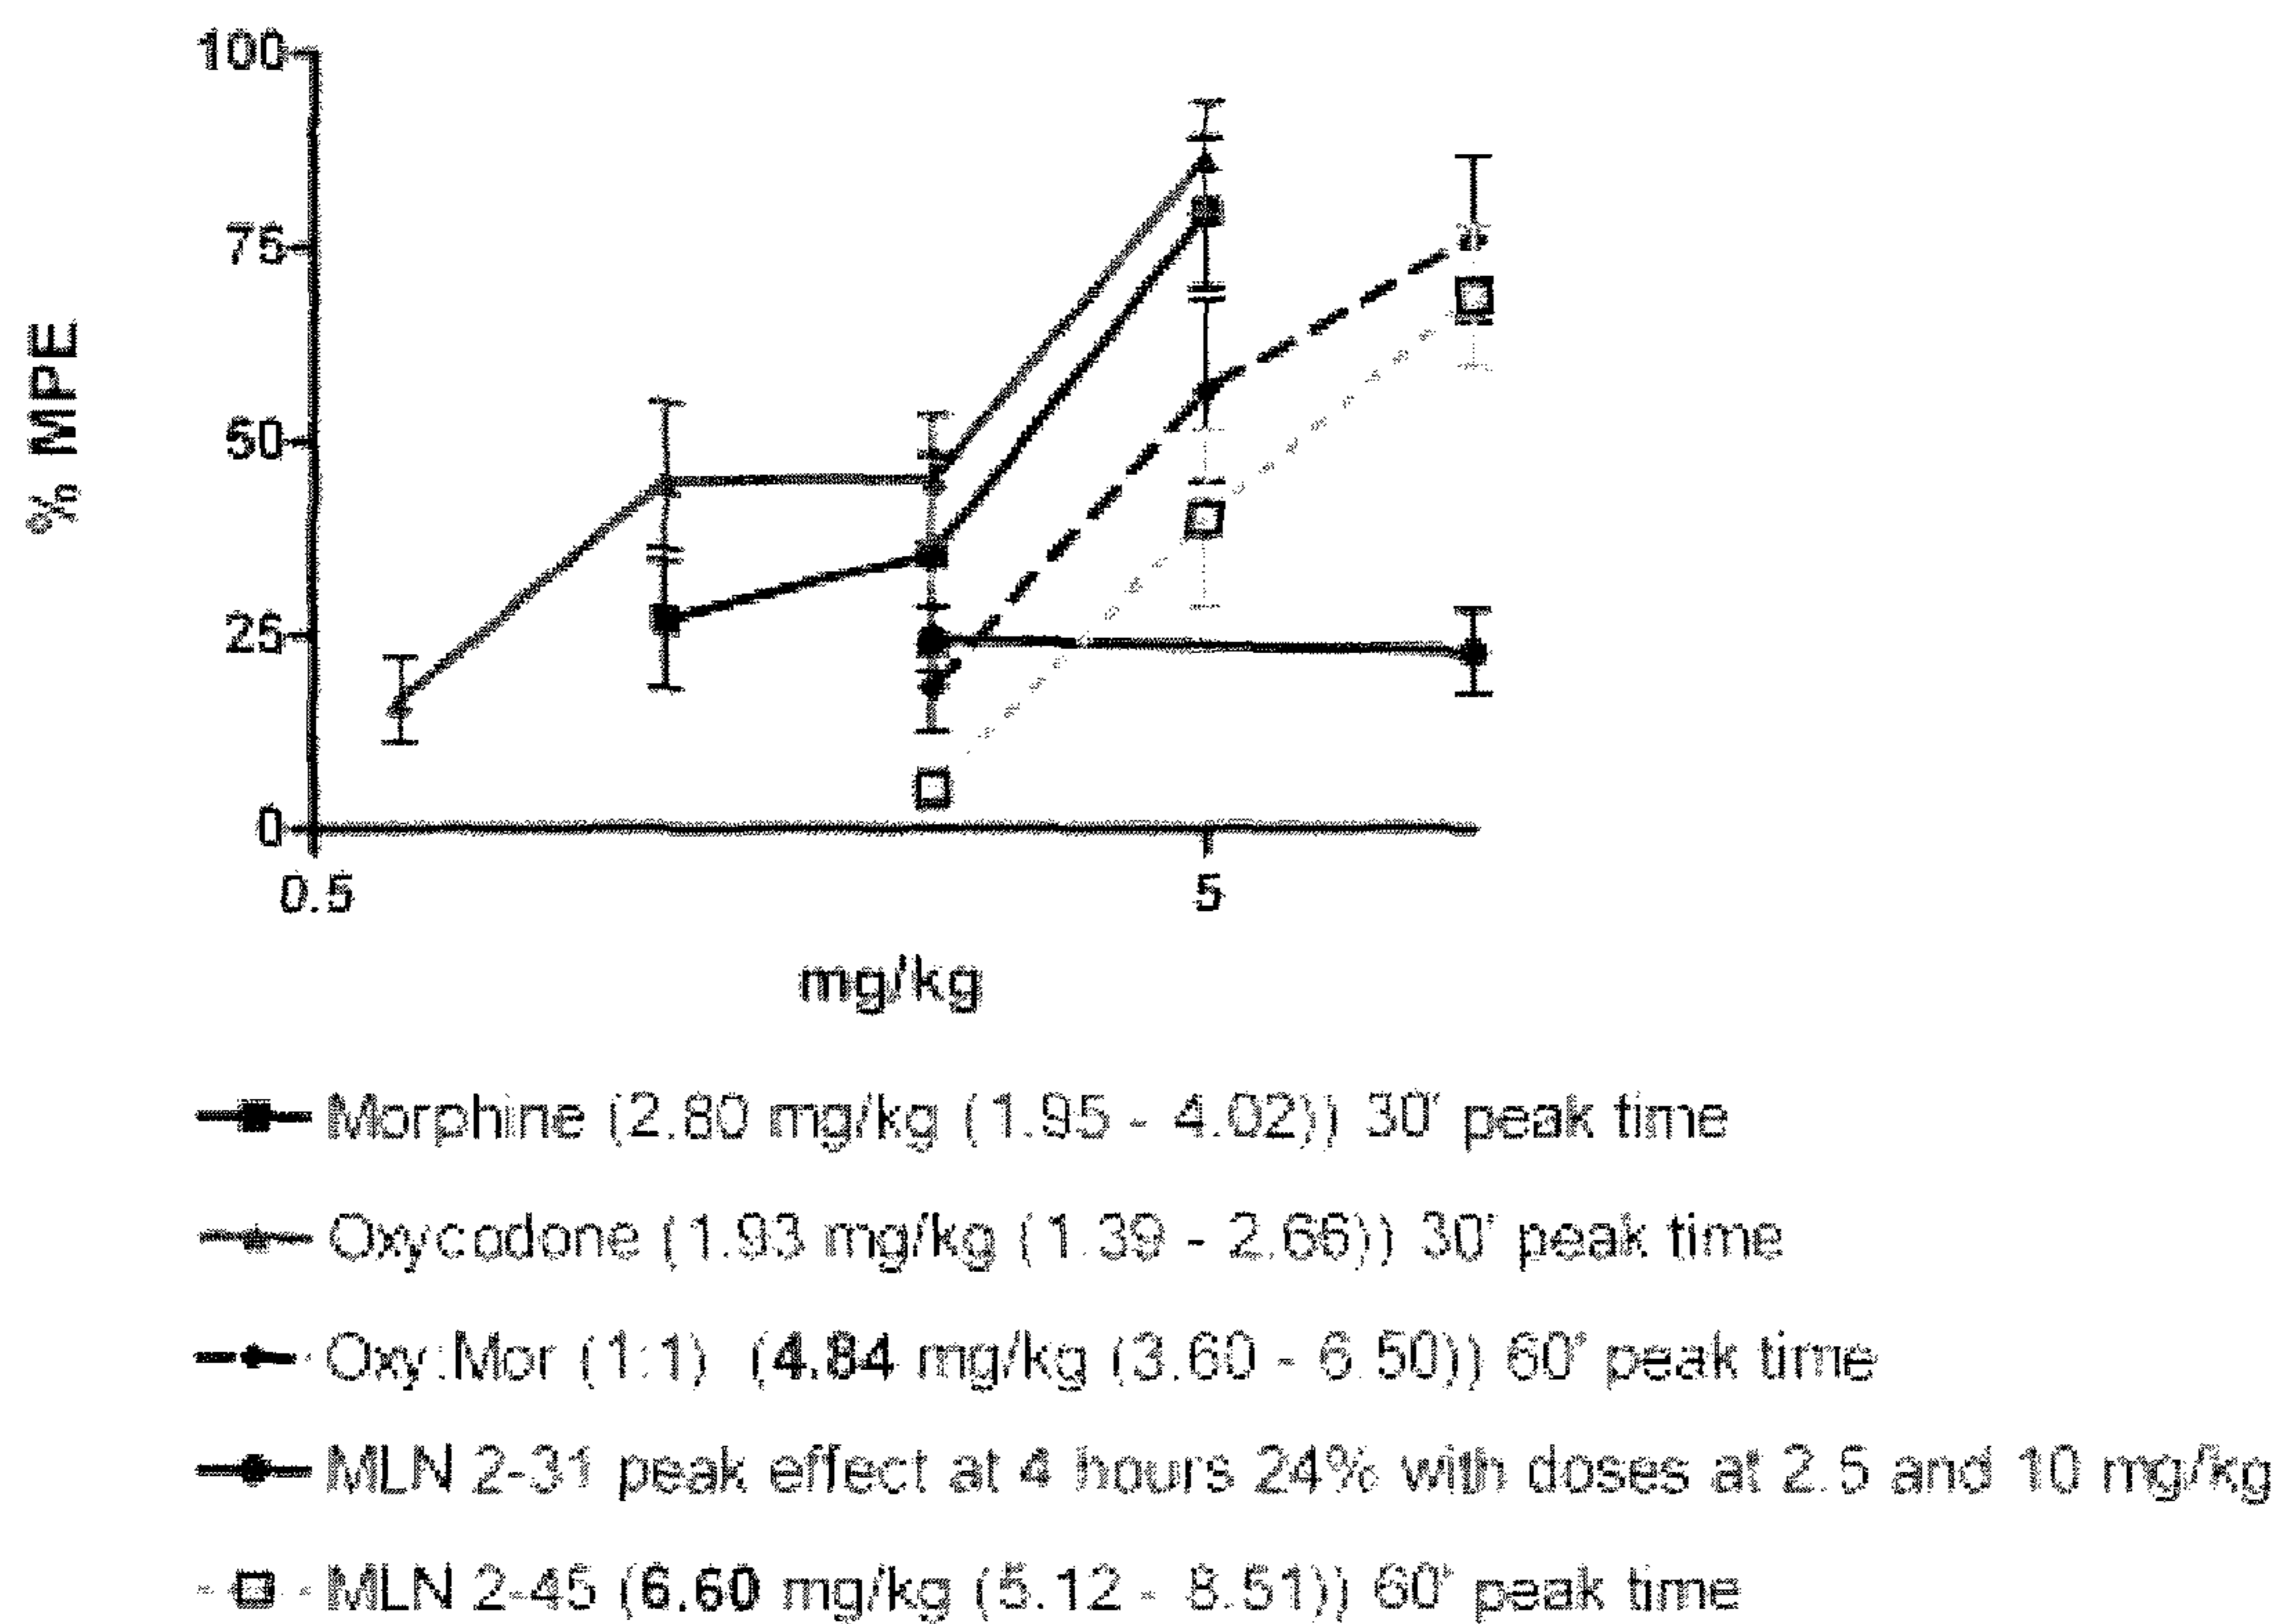 100
75
50
25
0
% MPE
0.5
5
mg/kg
Morphine (2.80 mg/kg (1.95 - 4.02)) 30' peak time
Oxycodone (1.93 mg/kg (1.39 - 2.66)) 30' peak time
Oxy:Mor (1:1) (4.84 mg/kg (3.60 - 6.50)) 60' peak time
MLN 2-31 peak effect at 4 hours 24% with doses at 2.5 and 10 mg/kg
MLN 2-45 (6.60 mg/kg (5.12 - 8.51)) 60' peak time